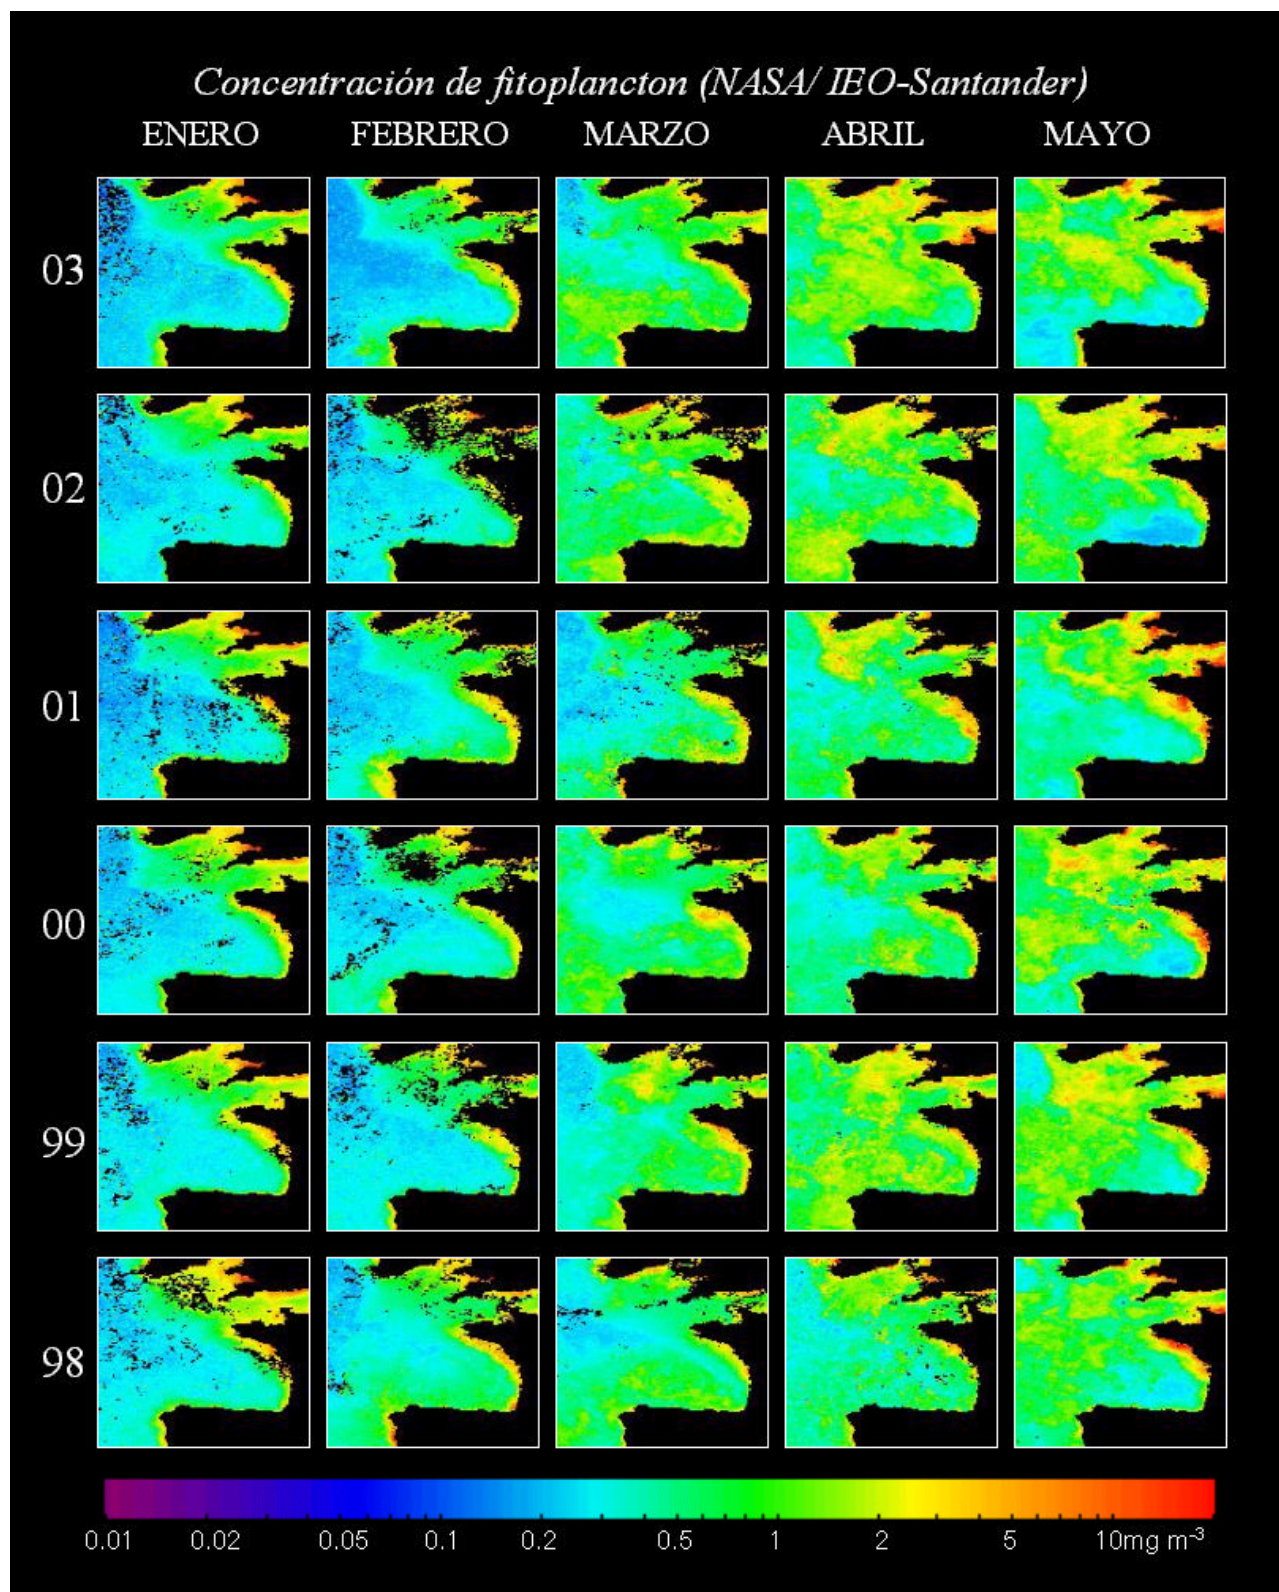 Concentración de fitoplancton (NASA/ IEO-Santander)
ENERO FEBRERO MARZO ABRIL MAYO
03
02
01
00
99
98
0.01 0.02 0.05 0.1 0.2 0.5 1 2 5 10mg m⁻³